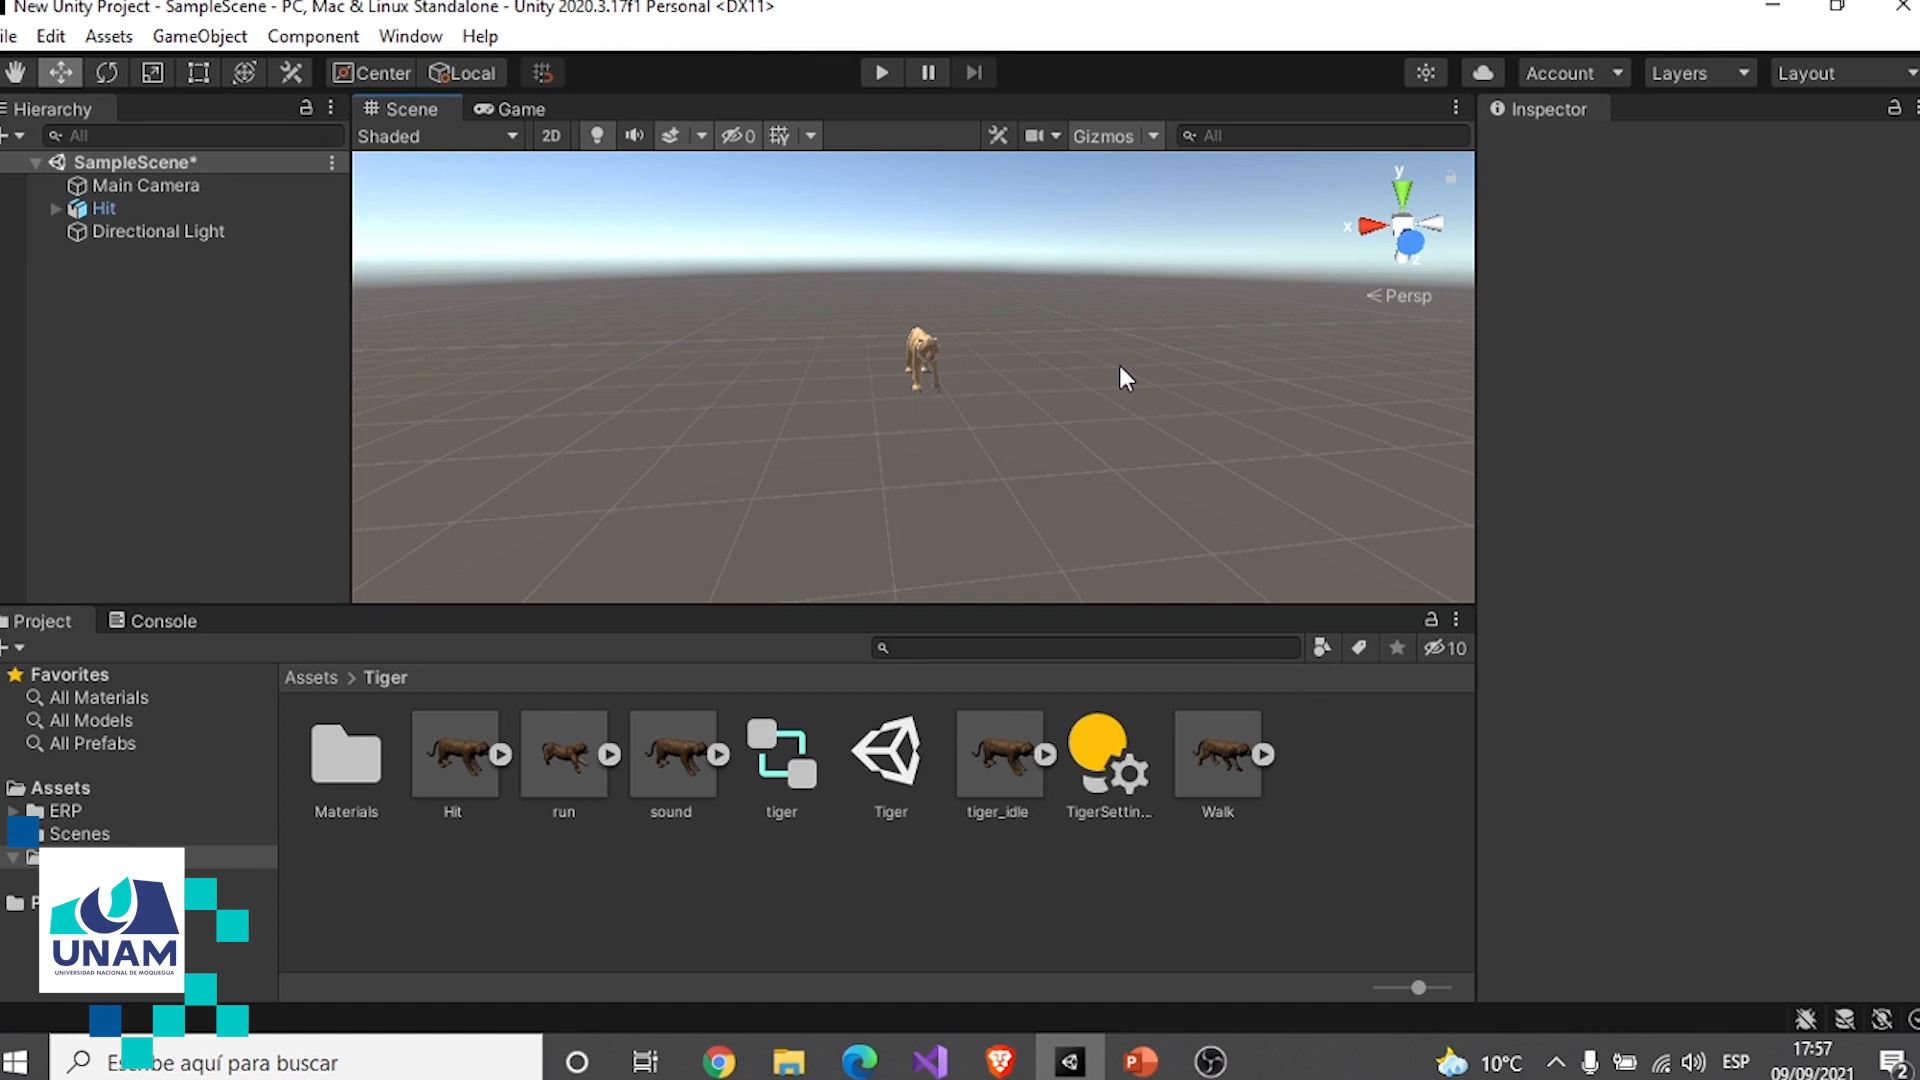 New Unity Project - SampleScene - PC, Mac & Linux Standalone - Unity 2020.3.17f1 Personal <DX11>
ile Edit Assets GameObject Component Window Help
Center Local Account Layers Layout
Hierarchy
All
SampleScene*
Main Camera
Hit
Directional Light
Scene Game
Shaded 2D 0 Gizmos All
y
x
z
Persp
Inspector
Project Console
10
Favorites
All Materials
All Models
All Prefabs
Assets
ERP
Scenes
P
Assets > Tiger
Materials Hit run sound tiger Tiger tiger_idle TigerSettin... Walk
UNAM
UNIVERSIDAD NACIONAL DE MOQUEGUA
Escribe aquí para buscar
10°C ESP
17:57
09/09/2021
2